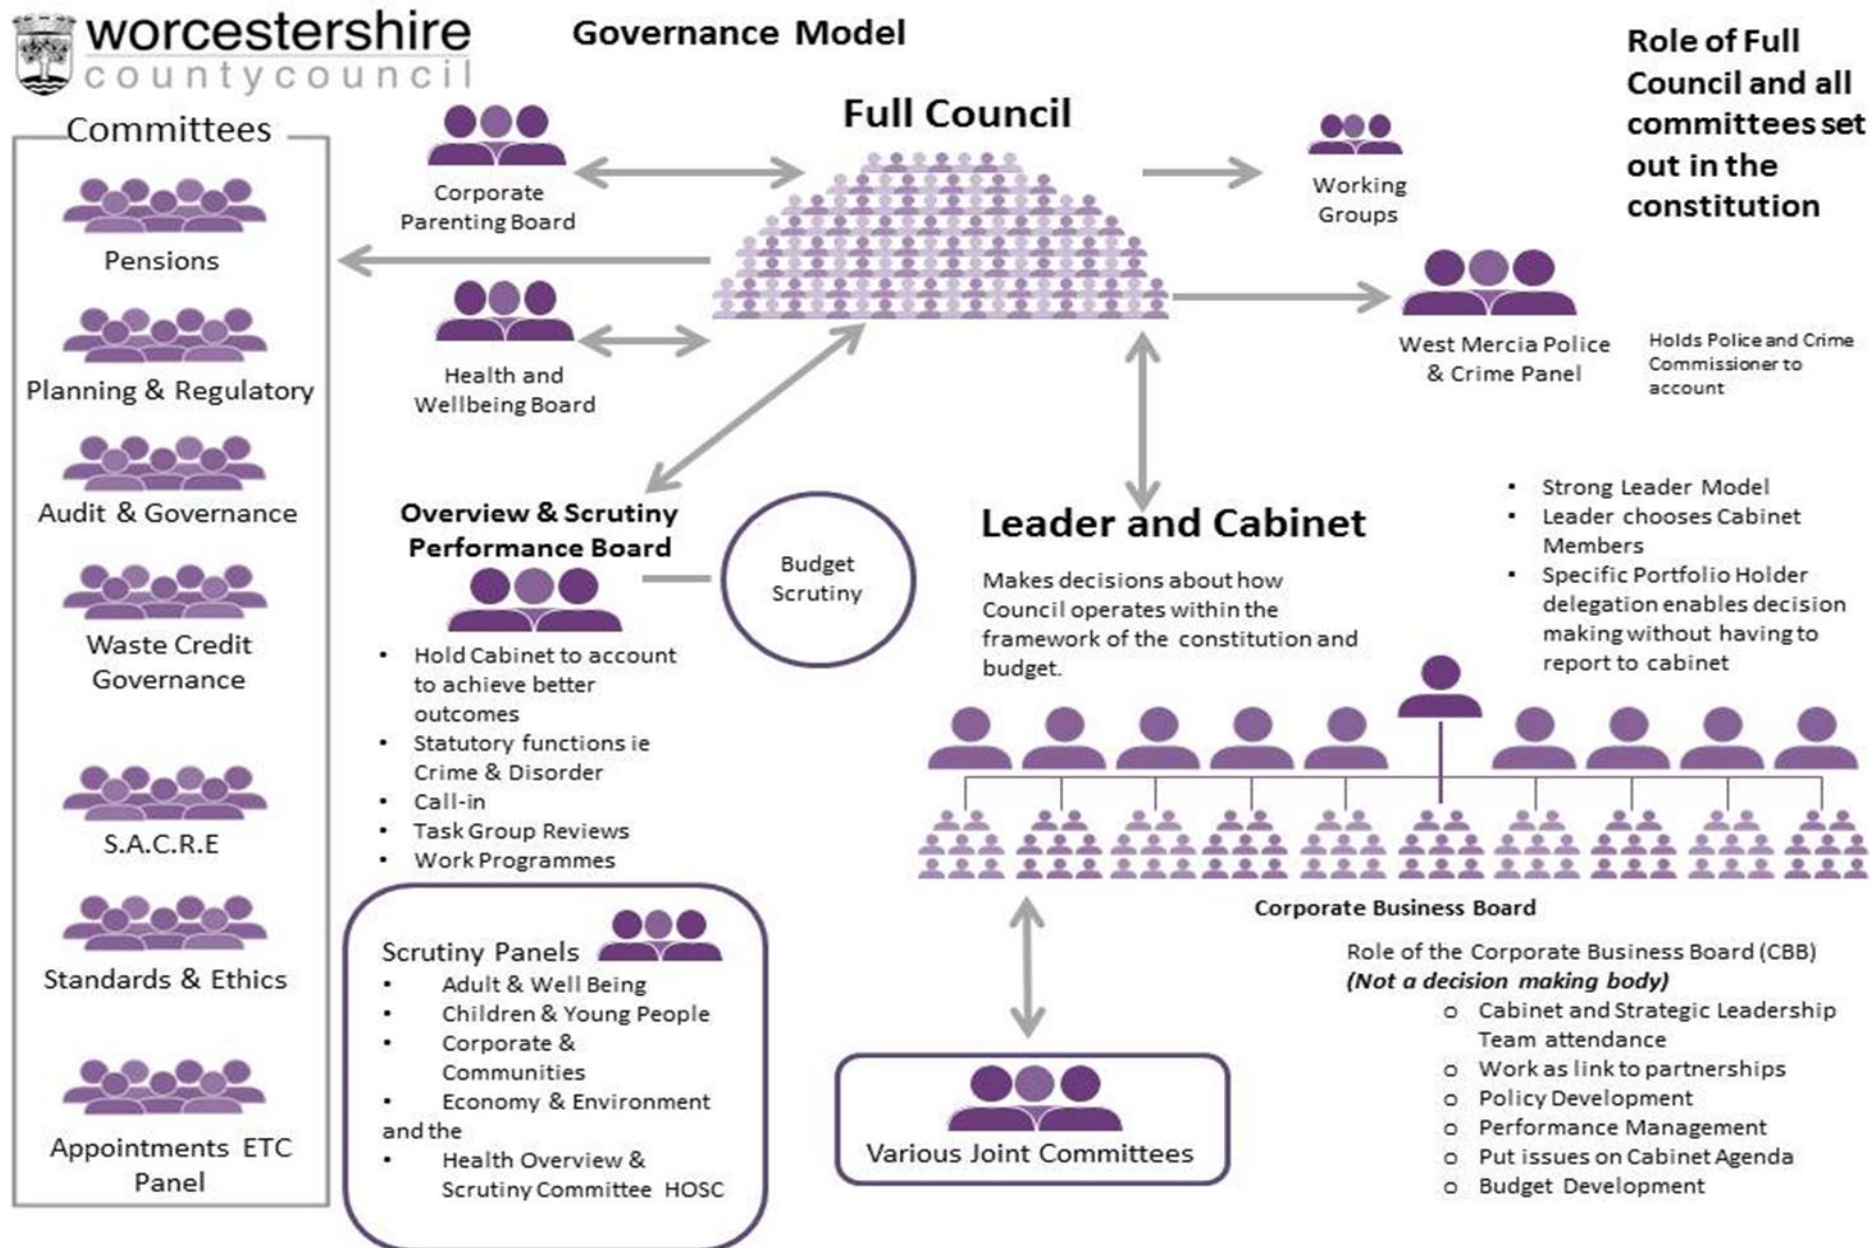 worcestershire
countycouncil
Governance Model
Role of Full
Council and all
committees set
out in the
constitution
Committees
Pensions
Planning & Regulatory
Audit & Governance
Waste Credit
Governance
S.A.C.R.E
Standards & Ethics
Appointments ETC
Panel
Corporate
Parenting Board
Health and
Wellbeing Board
Full Council
Working
Groups
West Mercia Police
& Crime Panel
Holds Police and Crime
Commissioner to
account
Overview & Scrutiny
Performance Board
Budget
Scrutiny
• Hold Cabinet to account
to achieve better
outcomes
• Statutory functions ie
Crime & Disorder
• Call-in
• Task Group Reviews
• Work Programmes
Scrutiny Panels
• Adult & Well Being
• Children & Young People
• Corporate &
Communities
• Economy & Environment
and the
• Health Overview &
Scrutiny Committee HOSC
Leader and Cabinet
Makes decisions about how
Council operates within the
framework of the constitution and
budget.
▪ Strong Leader Model
▪ Leader chooses Cabinet
Members
▪ Specific Portfolio Holder
delegation enables decision
making without having to
report to cabinet
Corporate Business Board
Role of the Corporate Business Board (CBB)
(Not a decision making body)
o Cabinet and Strategic Leadership
Team attendance
o Work as link to partnerships
o Policy Development
o Performance Management
o Put issues on Cabinet Agenda
o Budget Development
Various Joint Committees